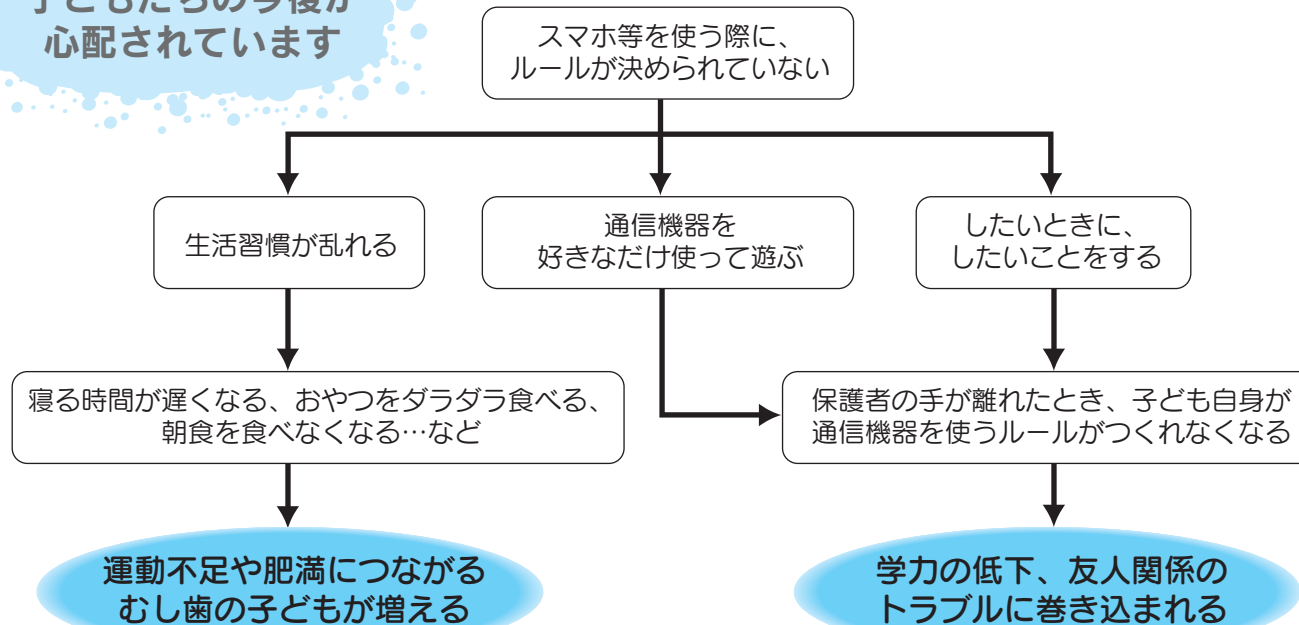 子どもたちの今後が
心配されています
スマホ等を使う際に、
ルールが決められていない
生活習慣が乱れる
通信機器を
好きなだけ使って遊ぶ
したいときに、
したいことをする
寝る時間が遅くなる、おやつをダラダラ食べる、
朝食を食べなくなる…など
保護者の手が離れたとき、子ども自身が
通信機器を使うルールがつくれなくなる
運動不足や肥満につながる
むし歯の子どもが増える
学力の低下、友人関係の
トラブルに巻き込まれる